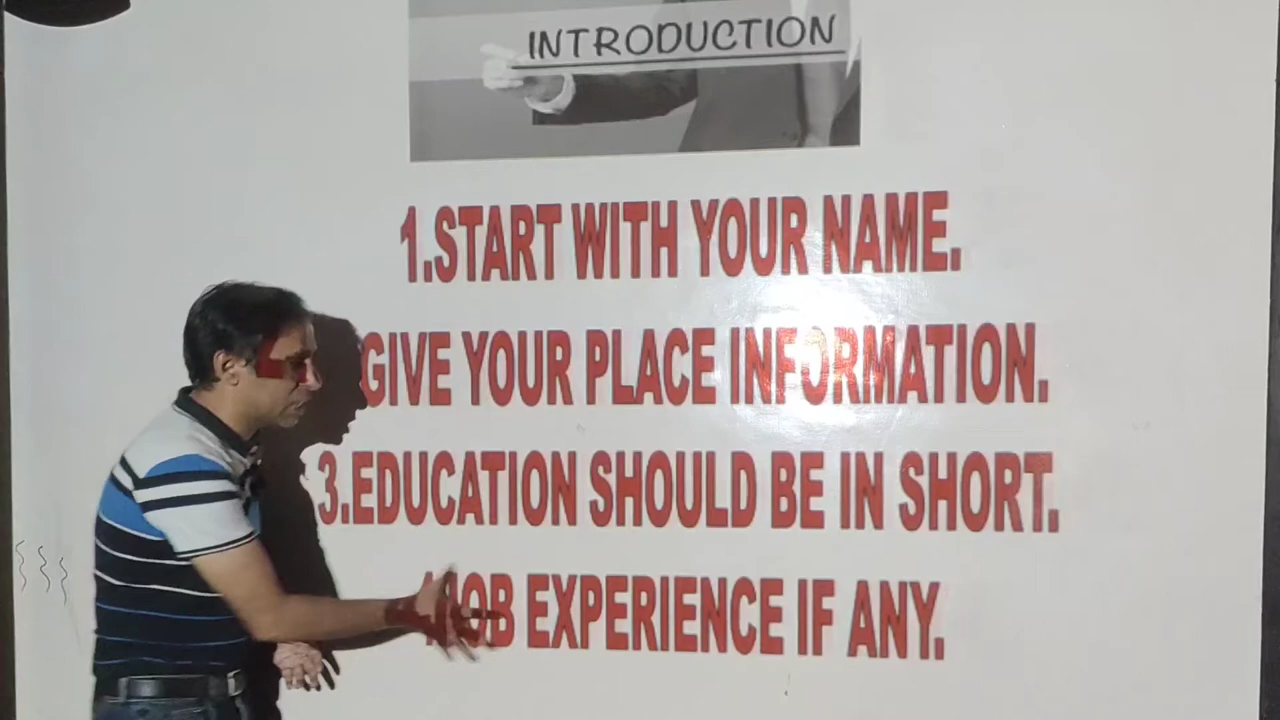 INTRODUCTION
1.START WITH YOUR NAME.
GIVE YOUR PLACE INFORMATION.
3.EDUCATION SHOULD BE IN SHORT.
JOB EXPERIENCE IF ANY.